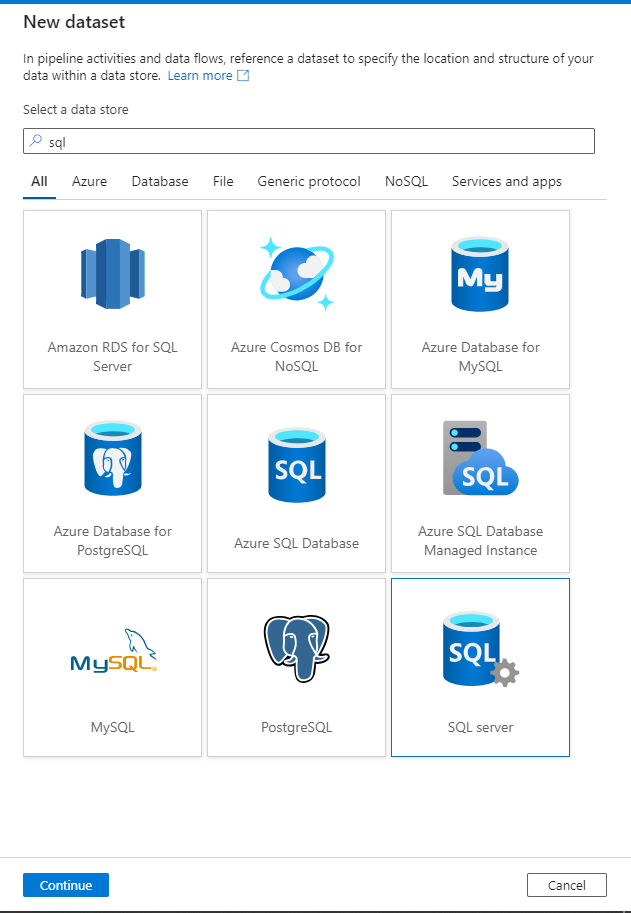 New dataset
In pipeline activities and data flows, reference a dataset to specify the location and structure of your
data within a data store. Learn more
Select a data store
sql
All Azure Database File Generic protocol NoSQL Services and apps
Amazon RDS for SQL
Server
Azure Cosmos DB for
NoSQL
My
Azure Database for
MySQL
Azure Database for
PostgreSQL
SQL
Azure SQL Database
SQL
Azure SQL Database
Managed Instance
MySQL
MySQL
PostgreSQL
SQL
SQL server
Continue
Cancel